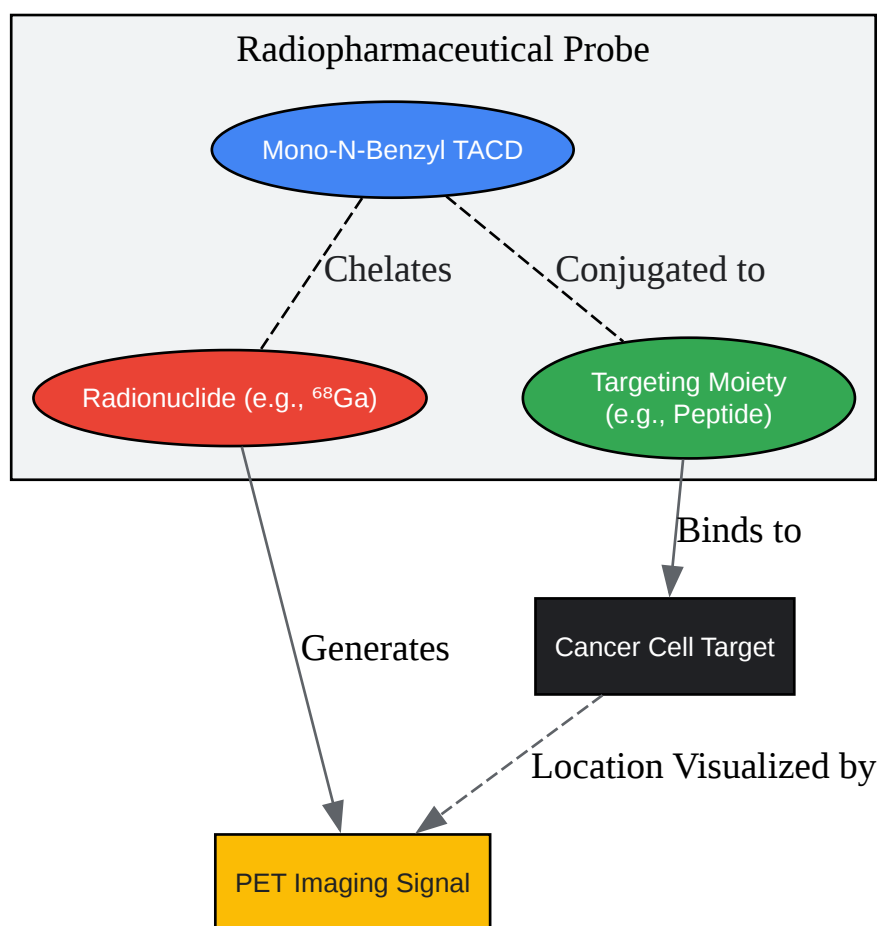 Radiopharmaceutical Probe
Mono-N-Benzyl TACD
Chelates
Conjugated to
Radionuclide (e.g., ⁶⁸Ga)
Targeting Moiety
(e.g., Peptide)
Binds to
Generates
Cancer Cell Target
Location Visualized by
PET Imaging Signal